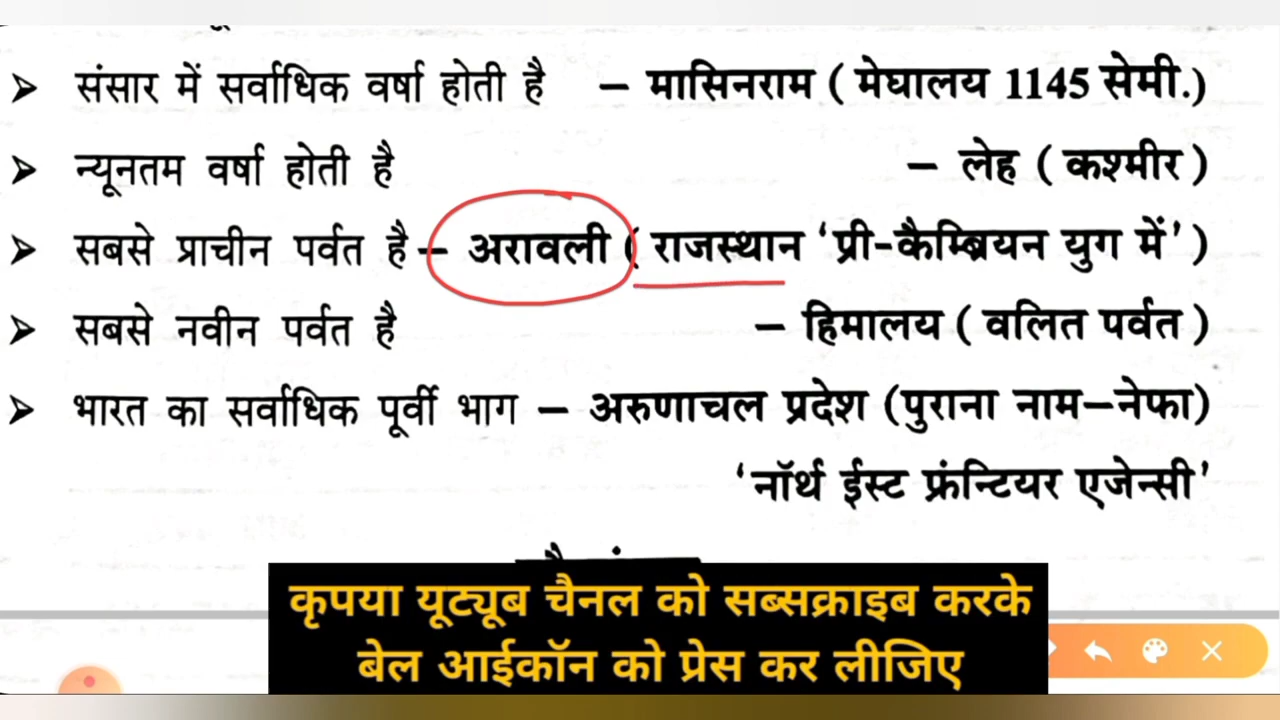 ➤ संसार में सर्वाधिक वर्षा होती है – मासिनराम ( मेघालय 1145 सेमी.)
➤ न्यूनतम वर्षा होती है – लेह ( कश्मीर )
➤ सबसे प्राचीन पर्वत है – अरावली ( राजस्थान ‘प्री-कैम्ब्रियन युग में’ )
➤ सबसे नवीन पर्वत है – हिमालय ( वलित पर्वत )
➤ भारत का सर्वाधिक पूर्वी भाग – अरुणाचल प्रदेश (पुराना नाम–नेफा)
‘नॉर्थ ईस्ट फ्रंन्टियर एजेन्सी’
कृपया यूट्यूब चैनल को सब्सक्राइब करके
बेल आईकॉन को प्रेस कर लीजिए